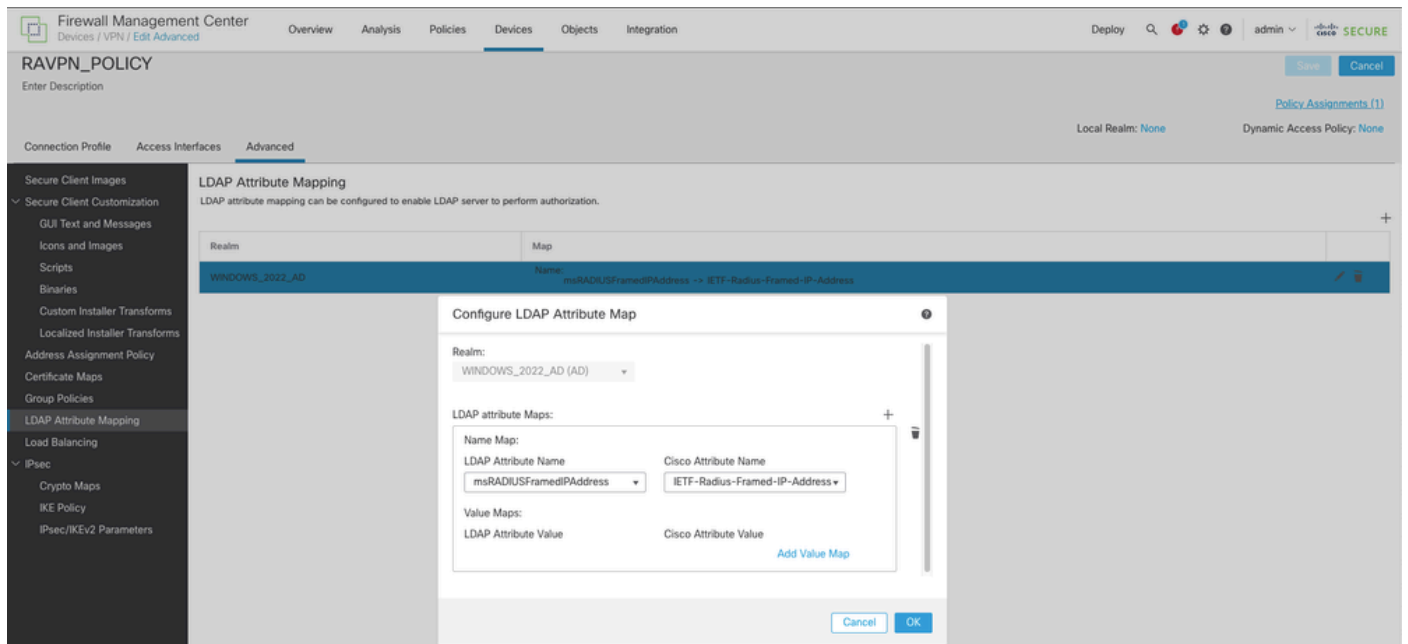 Firewall Management Center
Devices / VPN / Edit Advanced
Overview Analysis Policies Devices Objects Integration
Deploy admin
cisco SECURE
RAVPN_POLICY
Save Cancel
Enter Description
Policy Assignments (1)
Local Realm: None Dynamic Access Policy: None
Connection Profile Access Interfaces Advanced
Secure Client Images
Secure Client Customization
GUI Text and Messages
Icons and Images
Scripts
Binaries
Custom Installer Transforms
Localized Installer Transforms
Address Assignment Policy
Certificate Maps
Group Policies
LDAP Attribute Mapping
Load Balancing
IPsec
Crypto Maps
IKE Policy
IPsec/IKEv2 Parameters
LDAP Attribute Mapping
LDAP attribute mapping can be configured to enable LDAP server to perform authorization.
Realm Map
WINDOWS_2022_AD
Name:
msRADIUSFramedIPAddress -> IETF-Radius-Framed-IP-Address
Configure LDAP Attribute Map
Realm:
WINDOWS_2022_AD (AD)
LDAP attribute Maps:
Name Map:
LDAP Attribute Name Cisco Attribute Name
msRADIUSFramedIPAddress IETF-Radius-Framed-IP-Address
Value Maps:
LDAP Attribute Value Cisco Attribute Value
Add Value Map
Cancel OK